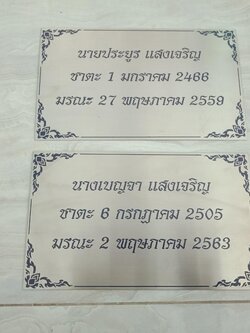 นายประยูร แสงเจริญ
ชาตะ 1 มกราคม 2466
มรณะ 27 พฤษภาคม 2559
นางเบญจา แสงเจริญ
ชาตะ 6 กรกฎาคม 2505
มรณะ 2 พฤษภาคม 2563